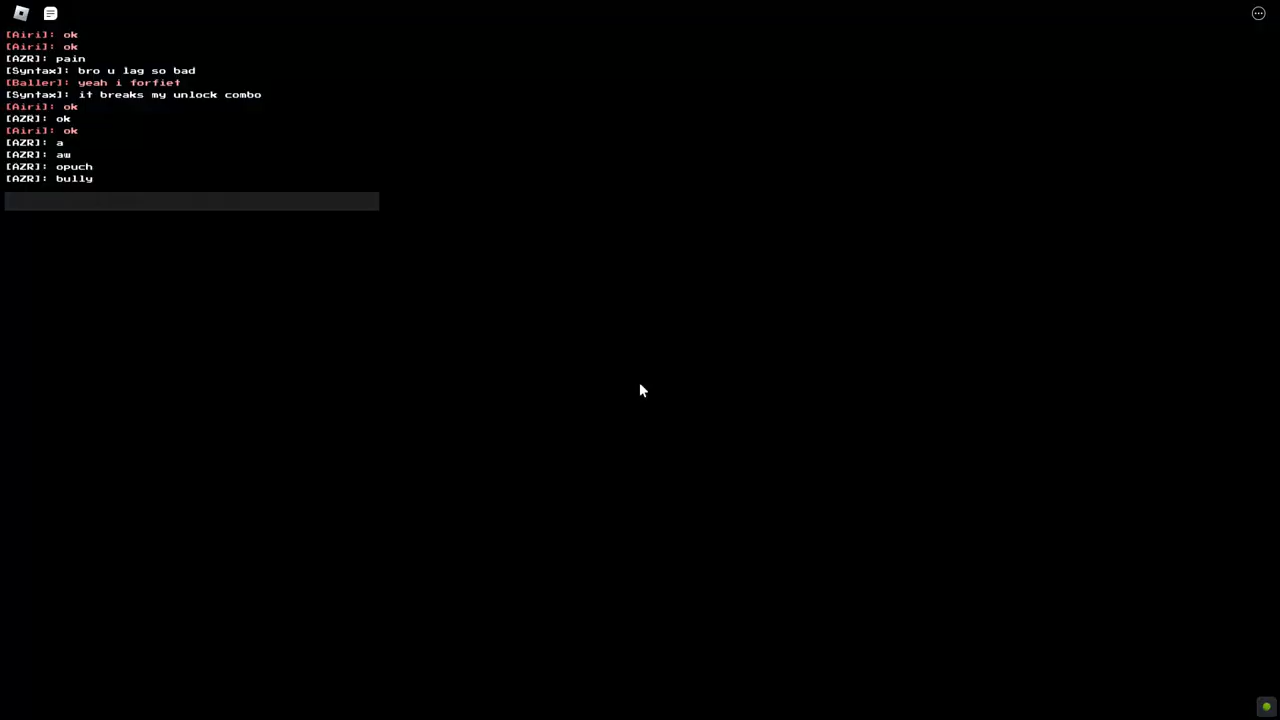 [Airi]: ok
[Airi]: ok
[AZR]: pain
[Syntax]: bro u lag so bad
[Baller]: yeah i forfiet
[Syntax]: it breaks my unlock combo
[Airi]: ok
[AZR]: ok
[Airi]: ok
[AZR]: a
[AZR]: aw
[AZR]: opuch
[AZR]: bully